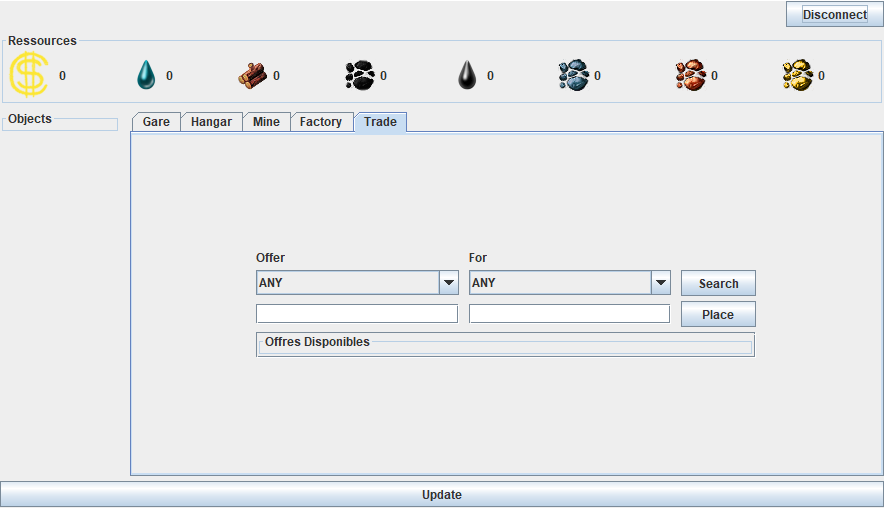 Disconnect
Ressources
0 0 0 0 0 0 0 0
Objects
Gare Hangar Mine Factory Trade
Offer For
ANY ANY Search
Place
Offres Disponibles
Update